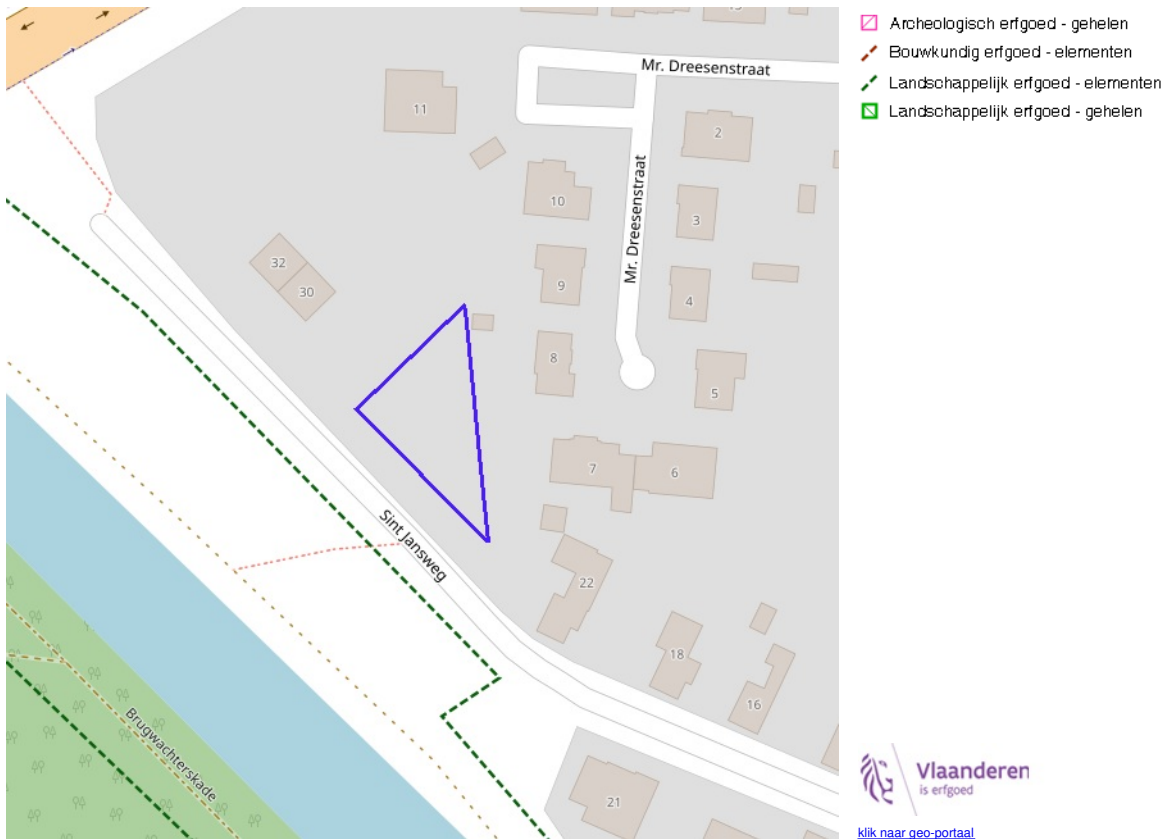 Archeologisch erfgoed - gehelen
Bouwkundig erfgoed - elementen
Landschappelijk erfgoed - elementen
Landschappelijk erfgoed - gehelen
Mr. Dreesenstraat
Mr. Dreesenstraat
11
2
10
3
32
30
9
4
8
5
7
6
Sint Jansweg
22
18
16
Brugwachterskade
21
Vlaanderen
is erfgoed
klik naar geo-portaal